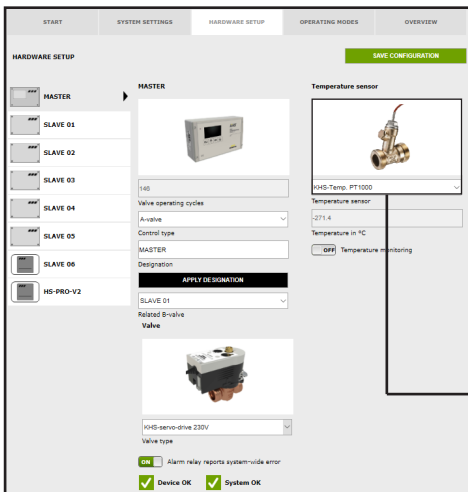 START
SYSTEM SETTINGS
HARDWARE SETUP
OPERATING MODES
OVERVIEW
HARDWARE SETUP
SAVE CONFIGURATION
MASTER
SLAVE 01
SLAVE 02
SLAVE 03
SLAVE 04
SLAVE 05
SLAVE 06
HS-PRO-V2
MASTER
146
Valve operating cycles
A-valve
Control type
MASTER
Designation
APPLY DESIGNATION
SLAVE 01
Related B-valve
Valve
KHS-servo-drive 230V
Valve type
ON Alarm relay reports system-wide error
Device OK
System OK
Temperature sensor
KHS-Temp. PT1000
Temperature sensor
-271.4
Temperature in °C
OFF Temperature monitoring